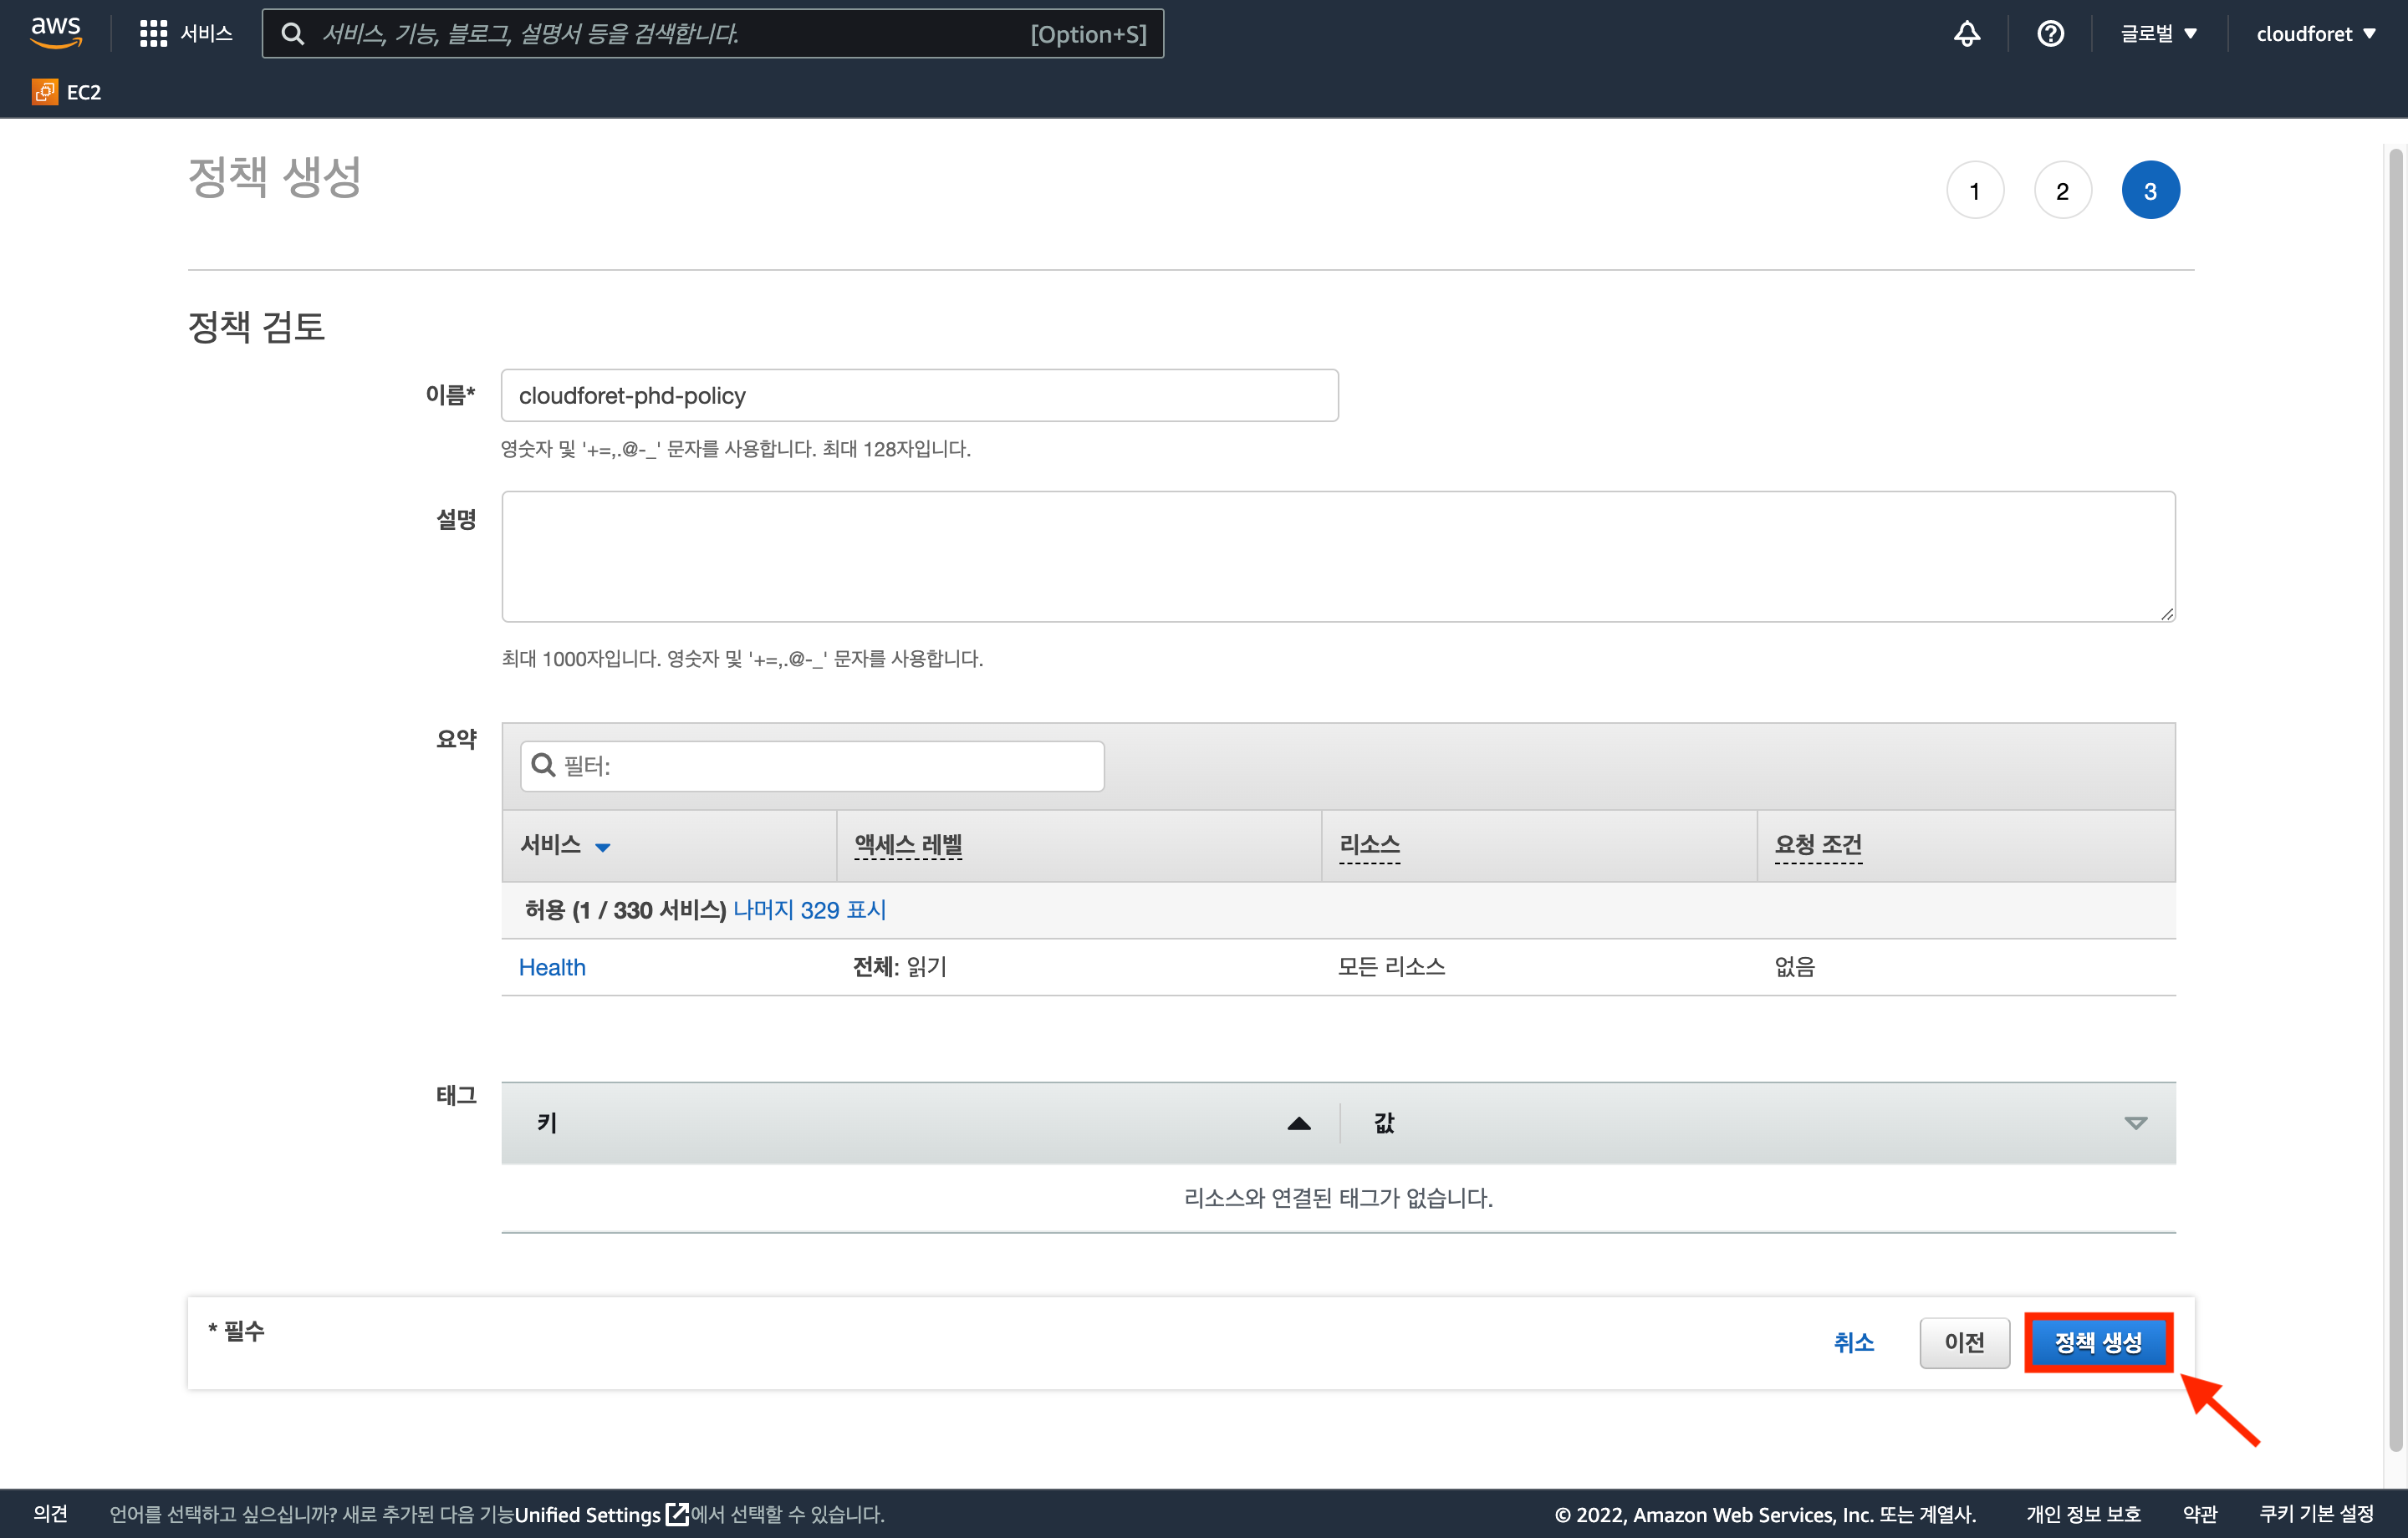 aws
서비스
서비스, 기능, 블로그, 설명서 등을 검색합니다.
[Option+S]
글로벌
cloudforet
EC2
정책 생성
1
2
3
정책 검토
이름*
cloudforet-phd-policy
영숫자 및 '+=,.@-_' 문자를 사용합니다. 최대 128자입니다.
설명
최대 1000자입니다. 영숫자 및 '+=,.@-_' 문자를 사용합니다.
요약
필터:
서비스 액세스 레벨 리소스 요청 조건
허용 (1 / 330 서비스) 나머지 329 표시
Health 전체: 읽기 모든 리소스 없음
태그
키 값
리소스와 연결된 태그가 없습니다.
* 필수
취소
이전
정책 생성
의견
언어를 선택하고 싶으십니까? 새로 추가된 다음 기능Unified Settings에서 선택할 수 있습니다.
© 2022, Amazon Web Services, Inc. 또는 계열사.
개인 정보 보호
약관
쿠키 기본 설정